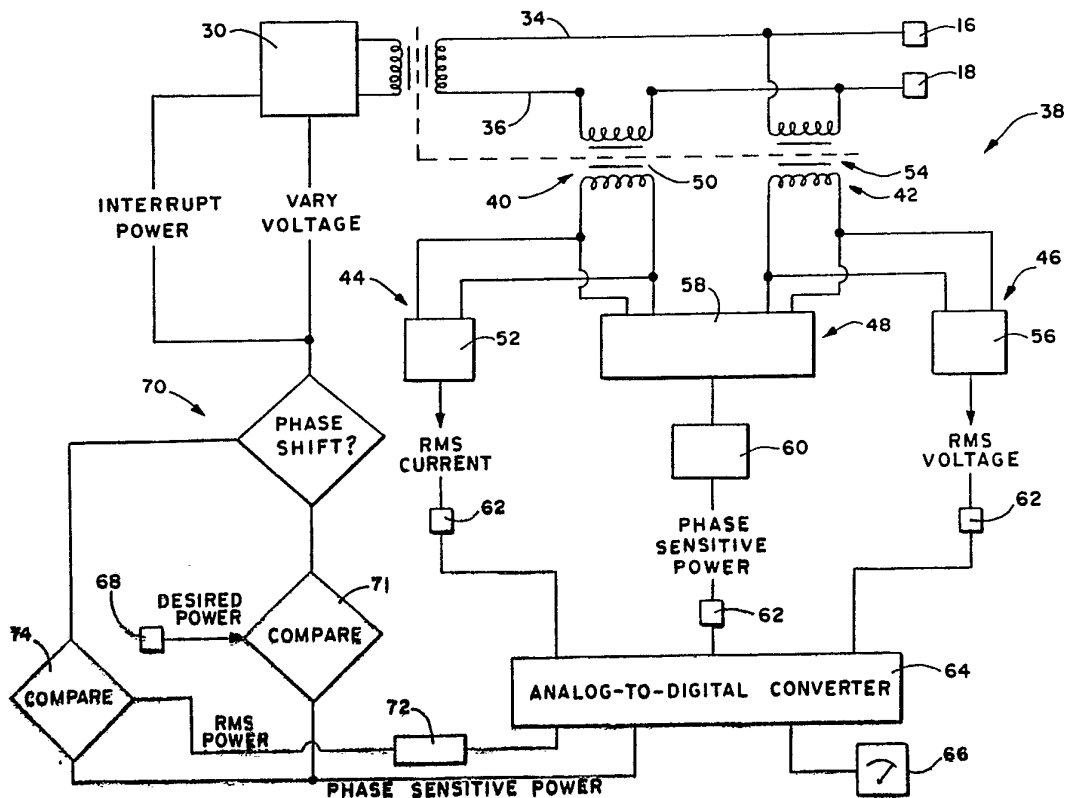 30
34
16
18
36
38
50
54
40
42
INTERRUPT
POWER
VARY
VOLTAGE
44
46
58
52
48
56
70
PHASE
SHIFT?
RMS
CURRENT
60
RMS
VOLTAGE
62
PHASE
SENSITIVE
POWER
62
68
DESIRED
POWER
71
COMPARE
62
74
COMPARE
ANALOG-TO-DIGITAL CONVERTER
64
RMS
POWER
72
66
PHASE SENSITIVE POWER